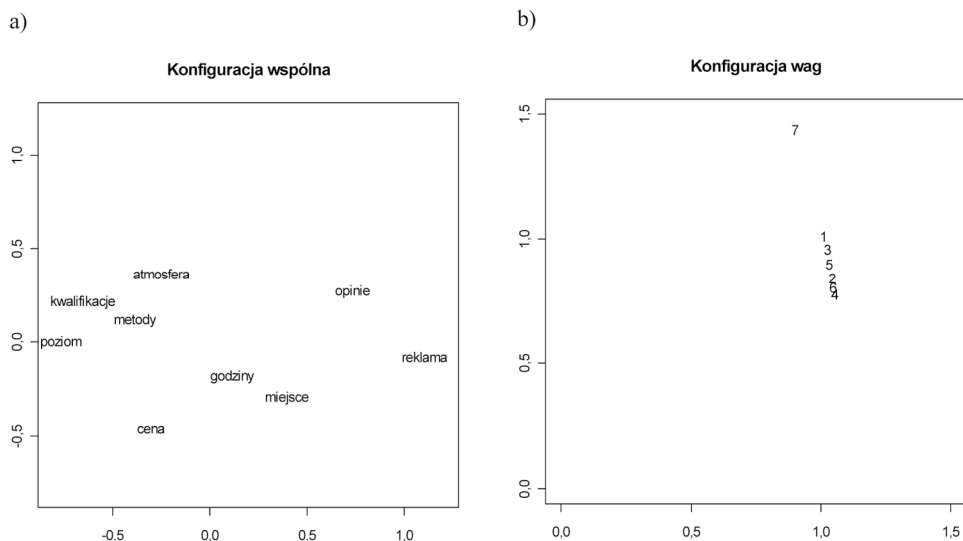 a)
Konfiguracja wspólna
1,0
0,5
0,0
-0,5
atmosfera
opinie
kwalifikacje
metody
poziom
reklama
godziny
miejsce
cena
-0.5
0,0
0,5
1,0
b)
Konfiguracja wag
1,5
1,0
0,5
0,0
7
1
3
5
2
6
4
0,0
0,5
1,0
1,5